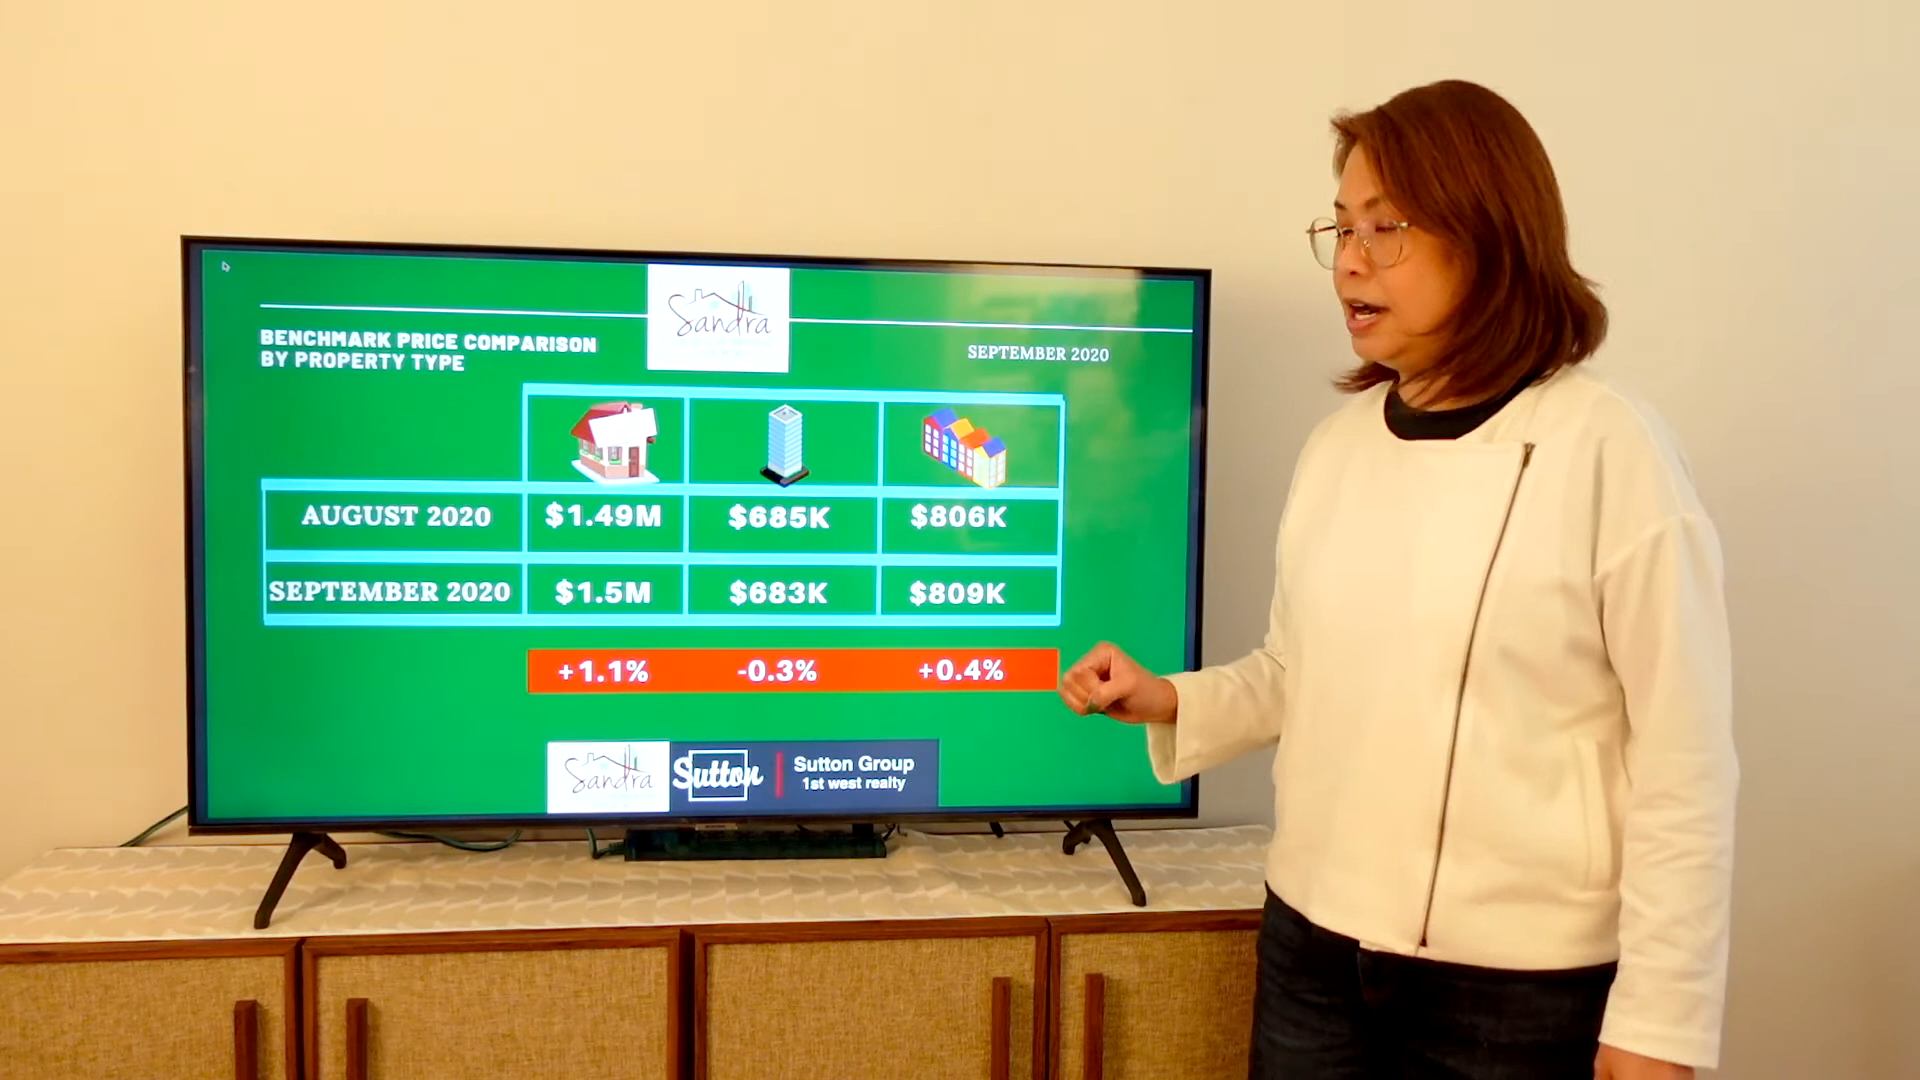 Sandra
BENCHMARK PRICE COMPARISON
BY PROPERTY TYPE
SEPTEMBER 2020
AUGUST 2020 $1.49M $685K $806K
SEPTEMBER 2020 $1.5M $683K $809K
+1.1% -0.3% +0.4%
Sandra
Sutton
Sutton Group
1st west realty